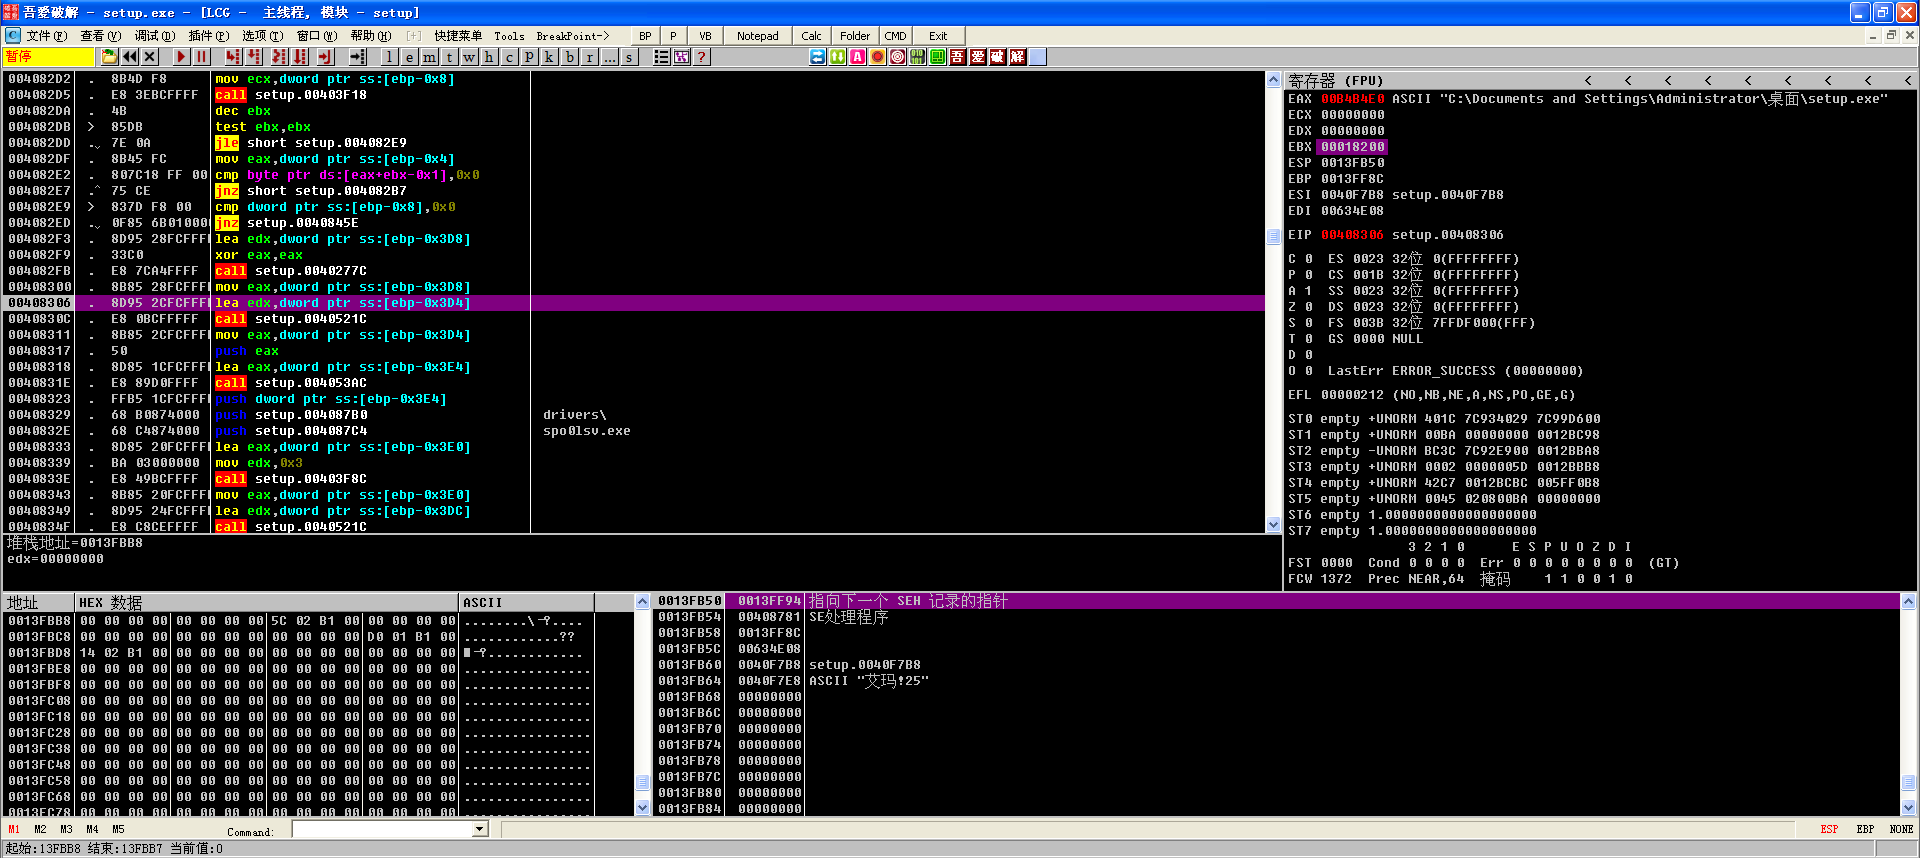 吾爱破解 - setup.exe - [LCG -  主线程, 模块 - setup]
文件(F) 查看(V) 调试(D) 插件(P) 选项(T) 窗口(W) 帮助(H) [+] 快捷菜单 Tools BreakPoint-> BP P VB Notepad Calc Folder CMD Exit
暂停 l e m t w h c p k b r ... s ? 吾 爱 破 解
004082D2 . 8B4D F8 mov ecx,dword ptr ss:[ebp-0x8]
004082D5 . E8 3EBCFFFF call setup.00403F18
004082DA . 4B dec ebx
004082DB > 85DB test ebx,ebx
004082DD .⌄ 7E 0A jle short setup.004082E9
004082DF . 8B45 FC mov eax,dword ptr ss:[ebp-0x4]
004082E2 . 807C18 FF 00 cmp byte ptr ds:[eax+ebx-0x1],0x0
004082E7 .^ 75 CE jnz short setup.004082B7
004082E9 > 837D F8 00 cmp dword ptr ss:[ebp-0x8],0x0
004082ED .⌄ 0F85 6B01000 jnz setup.0040845E
004082F3 . 8D95 28FCFFFF lea edx,dword ptr ss:[ebp-0x3D8]
004082F9 . 33C0 xor eax,eax
004082FB . E8 7CA4FFFF call setup.0040277C
00408300 . 8B85 28FCFFFF mov eax,dword ptr ss:[ebp-0x3D8]
00408306 . 8D95 2CFCFFFF lea edx,dword ptr ss:[ebp-0x3D4]
0040830C . E8 0BCFFFFF call setup.0040521C
00408311 . 8B85 2CFCFFFF mov eax,dword ptr ss:[ebp-0x3D4]
00408317 . 50 push eax
00408318 . 8D85 1CFCFFFF lea eax,dword ptr ss:[ebp-0x3E4]
0040831E . E8 89D0FFFF call setup.004053AC
00408323 . FFB5 1CFCFFFF push dword ptr ss:[ebp-0x3E4]
00408329 . 68 B0874000 push setup.004087B0 drivers\
0040832E . 68 C4874000 push setup.004087C4 spo0lsv.exe
00408333 . 8D85 20FCFFFF lea eax,dword ptr ss:[ebp-0x3E0]
00408339 . BA 03000000 mov edx,0x3
0040833E . E8 49BCFFFF call setup.00403F8C
00408343 . 8B85 20FCFFFF mov eax,dword ptr ss:[ebp-0x3E0]
00408349 . 8D95 24FCFFFF lea edx,dword ptr ss:[ebp-0x3DC]
0040834F . E8 C8CEFFFF call setup.0040521C
堆栈地址=0013FBB8
edx=00000000
寄存器 (FPU) < < < < < < < < <
EAX 00B4B4E0 ASCII "C:\Documents and Settings\Administrator\桌面\setup.exe"
ECX 00000000
EDX 00000000
EBX 00018200
ESP 0013FB50
EBP 0013FF8C
ESI 0040F7B8 setup.0040F7B8
EDI 00634E08
EIP 00408306 setup.00408306
C 0 ES 0023 32位 0(FFFFFFFF)
P 0 CS 001B 32位 0(FFFFFFFF)
A 1 SS 0023 32位 0(FFFFFFFF)
Z 0 DS 0023 32位 0(FFFFFFFF)
S 0 FS 003B 32位 7FFDF000(FFF)
T 0 GS 0000 NULL
D 0
O 0 LastErr ERROR_SUCCESS (00000000)
EFL 00000212 (NO,NB,NE,A,NS,PO,GE,G)
ST0 empty +UNORM 401C 7C934029 7C99D600
ST1 empty +UNORM 00BA 00000000 0012BC98
ST2 empty -UNORM BC3C 7C92E900 0012BBA8
ST3 empty +UNORM 0002 0000005D 0012BBB8
ST4 empty +UNORM 42C7 0012BCBC 005FF0B8
ST5 empty +UNORM 0045 020800BA 00000000
ST6 empty 1.0000000000000000000
ST7 empty 1.0000000000000000000
3 2 1 0 E S P U O Z D I
FST 0000 Cond 0 0 0 0 Err 0 0 0 0 0 0 0 0 (GT)
FCW 1372 Prec NEAR,64 掩码 1 1 0 0 1 0
地址 HEX 数据 ASCII
0013FBB8 00 00 00 00 00 00 00 00 5C 02 B1 00 00 00 00 00
0013FBC8 00 00 00 00 00 00 00 00 00 00 00 00 D0 01 B1 00 ............??
0013FBD8 14 02 B1 00 00 00 00 00 00 00 00 00 00 00 00 00
0013FBE8 00 00 00 00 00 00 00 00 00 00 00 00 00 00 00 00 ................
0013FBF8 00 00 00 00 00 00 00 00 00 00 00 00 00 00 00 00 ................
0013FC08 00 00 00 00 00 00 00 00 00 00 00 00 00 00 00 00 ................
0013FC18 00 00 00 00 00 00 00 00 00 00 00 00 00 00 00 00 ................
0013FC28 00 00 00 00 00 00 00 00 00 00 00 00 00 00 00 00 ................
0013FC38 00 00 00 00 00 00 00 00 00 00 00 00 00 00 00 00 ................
0013FC48 00 00 00 00 00 00 00 00 00 00 00 00 00 00 00 00 ................
0013FC58 00 00 00 00 00 00 00 00 00 00 00 00 00 00 00 00 ................
0013FC68 00 00 00 00 00 00 00 00 00 00 00 00 00 00 00 00 ................
0013FC78 00 00 00 00 00 00 00 00 00 00 00 00 00 00 00 00 ................
0013FB50 0013FF94 指向下一个 SEH 记录的指针
0013FB54 00408781 SE处理程序
0013FB58 0013FF8C
0013FB5C 00634E08
0013FB60 0040F7B8 setup.0040F7B8
0013FB64 0040F7E8 ASCII "艾玛!25"
0013FB68 00000000
0013FB6C 00000000
0013FB70 00000000
0013FB74 00000000
0013FB78 00000000
0013FB7C 00000000
0013FB80 00000000
0013FB84 00000000
M1 M2 M3 M4 M5 Command: ESP EBP NONE
起始:13FBB8 结束:13FBB7 当前值:0